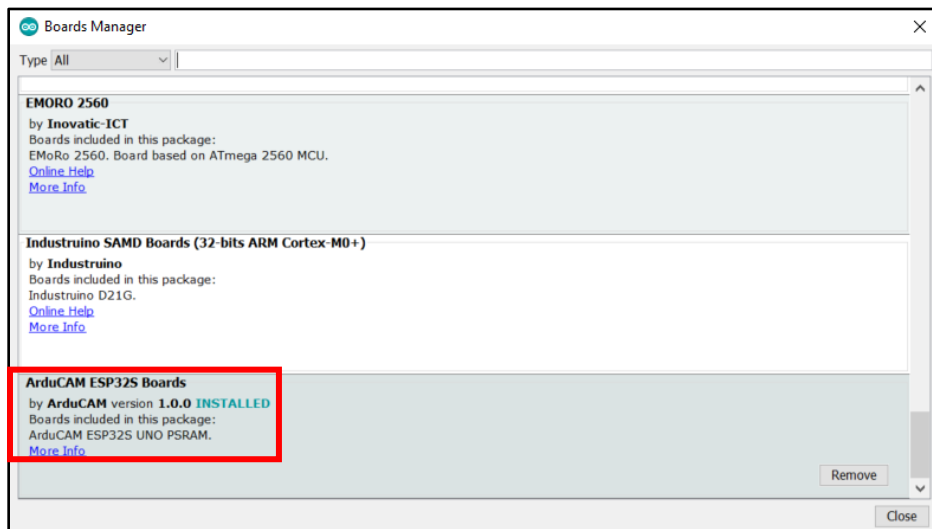 Boards Manager
Type All
EMORO 2560
by Inovatic-ICT
Boards included in this package:
EMoRo 2560. Board based on ATmega 2560 MCU.
Online Help
More Info
Industruino SAMD Boards (32-bits ARM Cortex-M0+)
by Industruino
Boards included in this package:
Industruino D21G.
Online Help
More Info
ArduCAM ESP32S Boards
by ArduCAM version 1.0.0 INSTALLED
Boards included in this package:
ArduCAM ESP32S UNO PSRAM.
More Info
Remove
Close